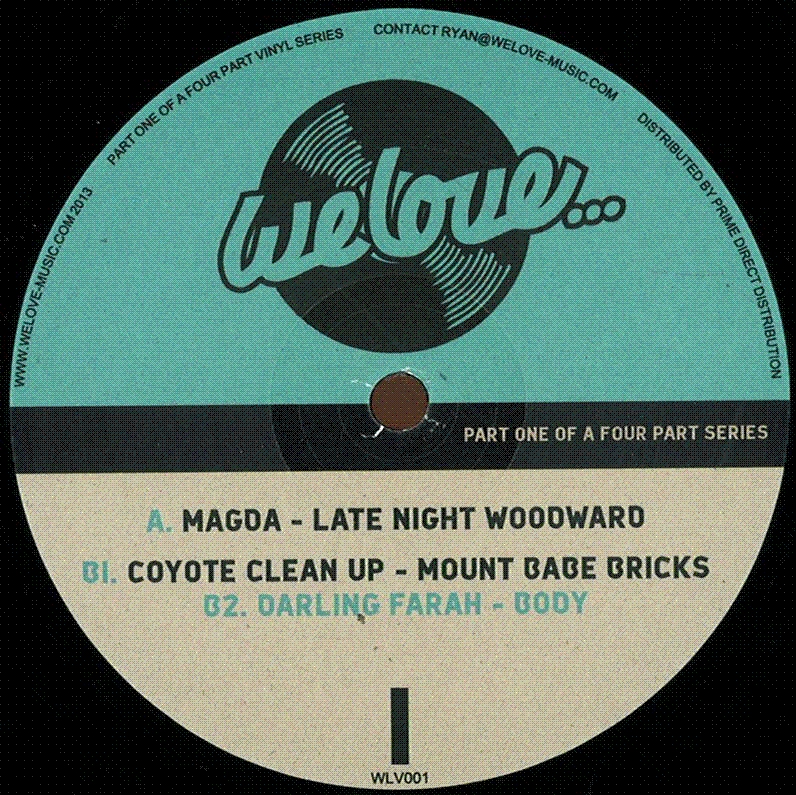 WWW.WELOVE-MUSIC.COM 2013
PART ONE OF A FOUR PART VINYL SERIES
CONTACT RYAN@WELOVE-MUSIC.COM
DISTRIBUTED BY PRIME DIRECT DISTRIBUTION
we love...
PART ONE OF A FOUR PART SERIES
A. MAGDA - LATE NIGHT WOODWARD
B1. COYOTE CLEAN UP - MOUNT BABE BRICKS
B2. DARLING FARAH - BODY
I
WLV001